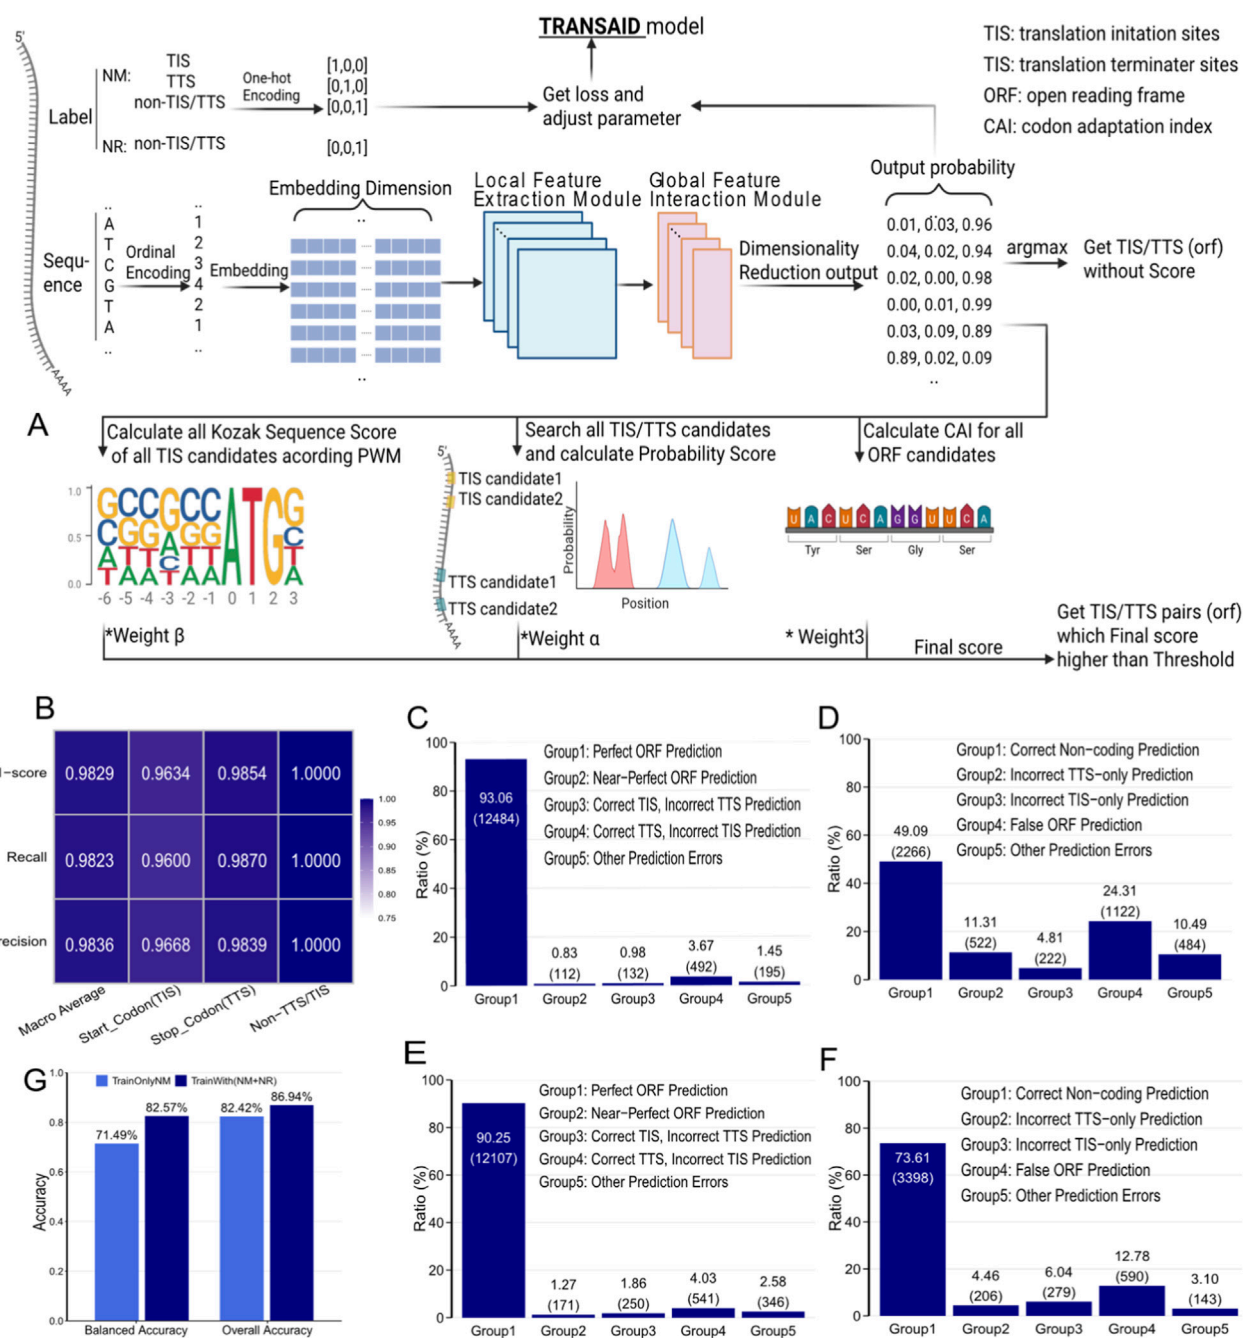 TRANSAID model
TIS: translation initation sites
TIS: translation terminater sites
ORF: open reading frame
CAI: codon adaptation index
5'
Label
NM:
TIS
TTS
non-TIS/TTS
NR: non-TIS/TTS
One-hot
Encoding
[1,0,0]
[0,1,0]
[0,0,1]
[0,0,1]
Get loss and
adjust parameter
Output probability
Sequ-
ence
..
A
T
C
G
T
A
..
Ordinal
Encoding
..
1
2
3
4
2
1
..
Embedding
Embedding Dimension
..
..
Local Feature
Extraction Module
Global Feature
Interaction Module
Dimensionality
Reduction output
..
0.01, 0.03, 0.96
0.04, 0.02, 0.94
0.02, 0.00, 0.98
0.00, 0.01, 0.99
0.03, 0.09, 0.89
0.89, 0.02, 0.09
..
argmax
Get TIS/TTS (orf)
without Score
AAAA
A
Calculate all Kozak Sequence Score
of all TIS candidates acording PWM
1.0
0.5
0.0
GCCGCCATGG
CGGAGGC
ATTCTTT
TAATAAA
-6 -5 -4 -3 -2 -1 0 1 2 3
*Weight β
Search all TIS/TTS candidates
and calculate Probability Score
5'
TIS candidate1
TIS candidate2
TTS candidate1
TTS candidate2
AAAA
Probability
Position
*Weight α
Calculate CAI for all
ORF candidates
U A C U C A G G U U C A
Tyr Ser Gly Ser
* Weight3
Final score
Get TIS/TTS pairs (orf)
which Final score
higher than Threshold
B
1-score
Recall
recision
0.9829 0.9634 0.9854 1.0000
0.9823 0.9600 0.9870 1.0000
0.9836 0.9668 0.9839 1.0000
Macro Average
Start_Codon(TIS)
Stop_Codon(TTS)
Non-TTS/TIS
1.00
0.95
0.90
0.85
0.80
0.75
C
Ratio (%)
100
80
60
40
20
0
Group1: Perfect ORF Prediction
Group2: Near-Perfect ORF Prediction
Group3: Correct TIS, Incorrect TTS Prediction
Group4: Correct TTS, Incorrect TIS Prediction
Group5: Other Prediction Errors
93.06
(12484)
0.83
(112)
0.98
(132)
3.67
(492)
1.45
(195)
Group1 Group2 Group3 Group4 Group5
D
Ratio (%)
100
80
60
40
20
0
Group1: Correct Non-coding Prediction
Group2: Incorrect TTS-only Prediction
Group3: Incorrect TIS-only Prediction
Group4: False ORF Prediction
Group5: Other Prediction Errors
49.09
(2266)
11.31
(522)
4.81
(222)
24.31
(1122)
10.49
(484)
Group1 Group2 Group3 Group4 Group5
G
TrainOnlyNM TrainWith(NM+NR)
Accuracy
1.0
0.8
0.6
0.4
0.2
0.0
71.49%
82.57%
82.42%
86.94%
Balanced Accuracy Overall Accuracy
E
Ratio (%)
100
80
60
40
20
0
Group1: Perfect ORF Prediction
Group2: Near-Perfect ORF Prediction
Group3: Correct TIS, Incorrect TTS Prediction
Group4: Correct TTS, Incorrect TIS Prediction
Group5: Other Prediction Errors
90.25
(12107)
1.27
(171)
1.86
(250)
4.03
(541)
2.58
(346)
Group1 Group2 Group3 Group4 Group5
F
Ratio (%)
100
80
60
40
20
0
Group1: Correct Non-coding Prediction
Group2: Incorrect TTS-only Prediction
Group3: Incorrect TIS-only Prediction
Group4: False ORF Prediction
Group5: Other Prediction Errors
73.61
(3398)
4.46
(206)
6.04
(279)
12.78
(590)
3.10
(143)
Group1 Group2 Group3 Group4 Group5